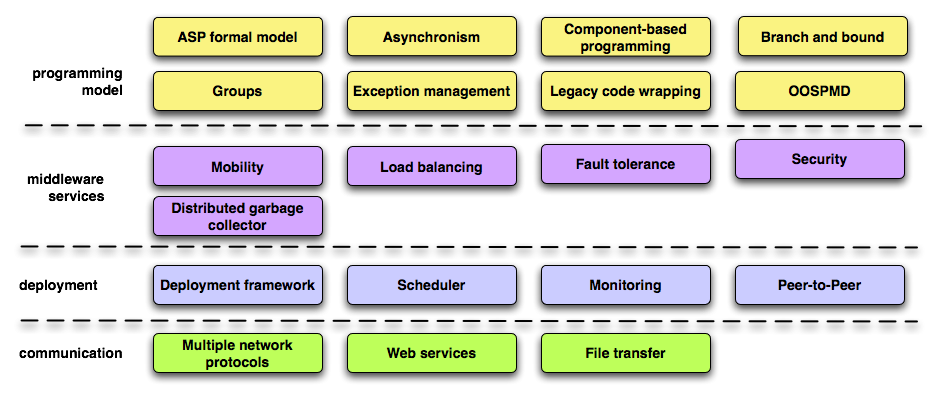 ASP formal model
Asynchronism
Component-based
programming
Branch and bound
programming
model
Groups
Exception management
Legacy code wrapping
OOSPMD
middleware
services
Mobility
Load balancing
Fault tolerance
Security
Distributed garbage
collector
deployment
Deployment framework
Scheduler
Monitoring
Peer-to-Peer
communication
Multiple network
protocols
Web services
File transfer